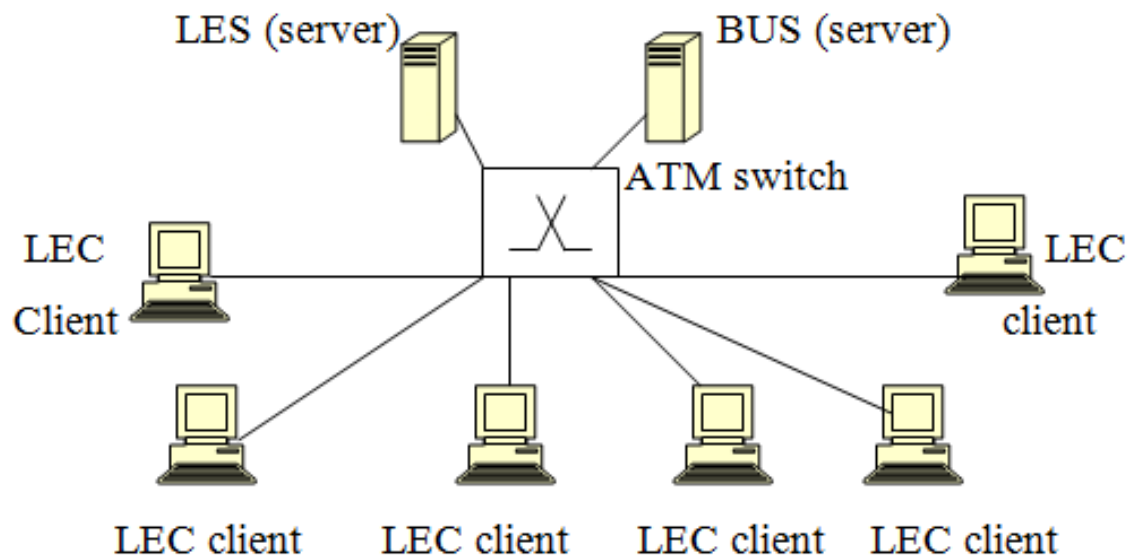 LES (server)
BUS (server)
ATM switch
LEC
Client
LEC
client
LEC client
LEC client
LEC client
LEC client